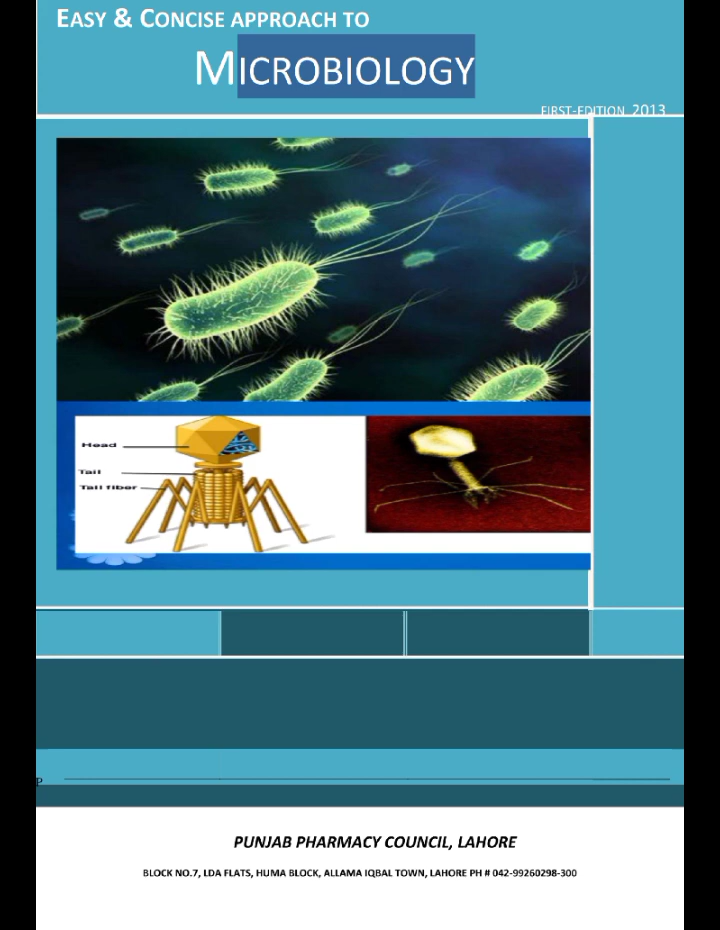 EASY & CONCISE APPROACH TO
MICROBIOLOGY
FIRST-EDITION 2013
Head
Tail
Tail fiber
P
PUNJAB PHARMACY COUNCIL, LAHORE
BLOCK NO.7, LDA FLATS, HUMA BLOCK, ALLAMA IQBAL TOWN, LAHORE PH # 042-99260298-300